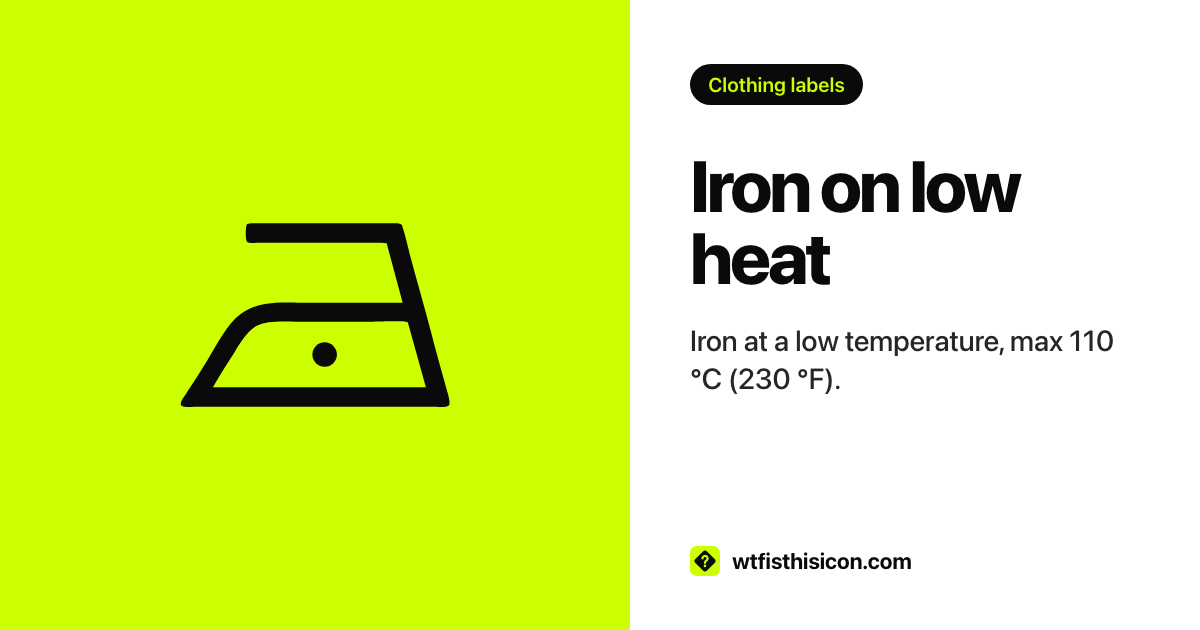 Clothing labels
Iron on low
heat
Iron at a low temperature, max 110
°C (230 °F).
?
wtfisthisicon.com